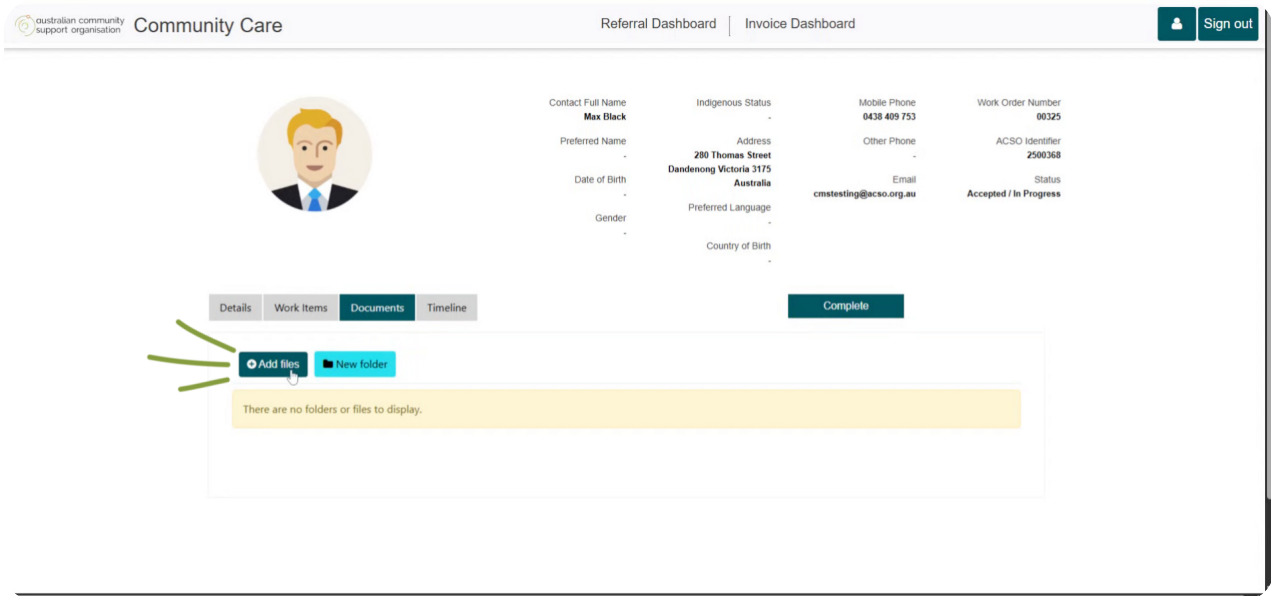 australian community
support organisation
Community Care
Referral Dashboard
Invoice Dashboard
Sign out
Contact Full Name
Max Black
Preferred Name
-
Date of Birth
-
Gender
-
Indigenous Status
-
Address
280 Thomas Street
Dandenong Victoria 3175
Australia
Preferred Language
-
Country of Birth
-
Mobile Phone
0438 409 753
Other Phone
-
Email
cmstesting@acso.org.au
Work Order Number
00325
ACSO Identifier
2500368
Status
Accepted / In Progress
Details
Work Items
Documents
Timeline
Complete
Add files
New folder
There are no folders or files to display.